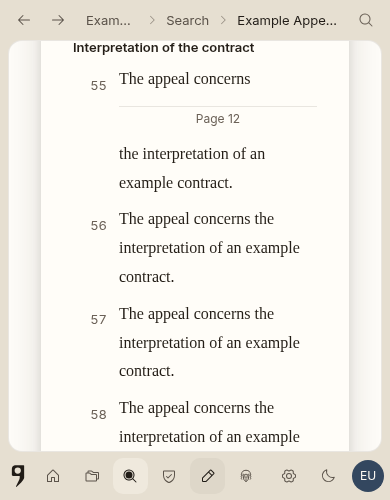 Exam...
Search
Example Appe...
Interpretation of the contract
55 The appeal concerns
Page 12
the interpretation of an
example contract.
56 The appeal concerns the
interpretation of an example
contract.
57 The appeal concerns the
interpretation of an example
contract.
58 The appeal concerns the
interpretation of an example
EU